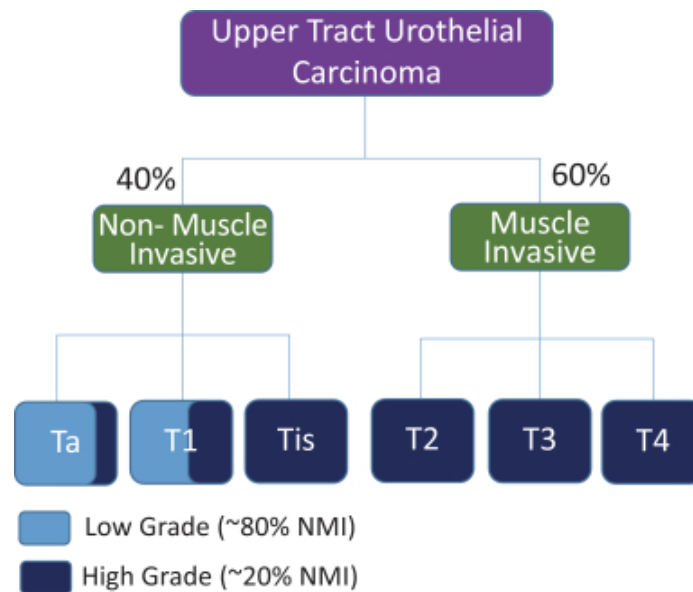 Upper Tract Urothelial
Carcinoma
40%
60%
Non- Muscle
Invasive
Muscle
Invasive
Ta
T1
Tis
T2
T3
T4
Low Grade (~80% NMI)
High Grade (~20% NMI)